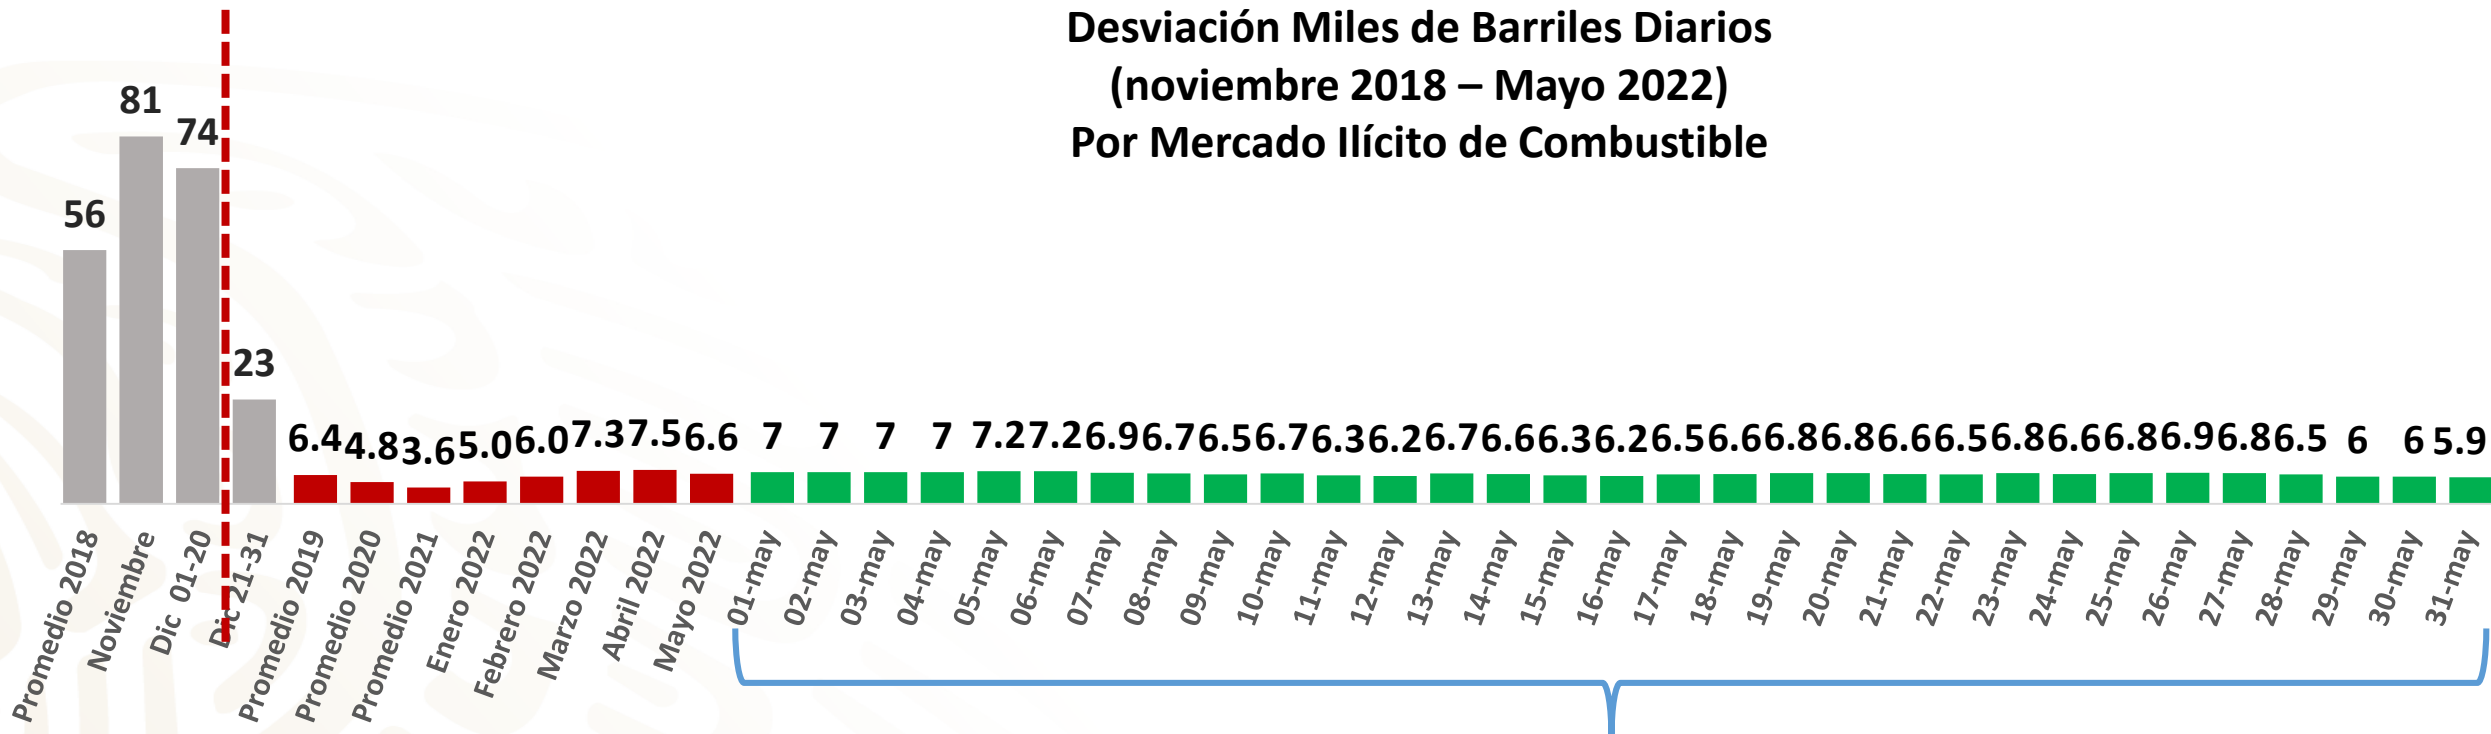 Desviación Miles de Barriles Diarios
(noviembre 2018 – Mayo 2022)
Por Mercado Ilícito de Combustible
56
81
74
23
6.4
4.8
3.6
5.0
6.0
7.3
7.5
6.6
7
7
7
7
7.2
7.2
6.9
6.7
6.5
6.7
6.3
6.2
6.7
6.6
6.3
6.2
6.5
6.6
6.8
6.8
6.6
6.5
6.8
6.6
6.8
6.9
6.8
6.5
6
6
5.9
Promedio 2018
Noviembre
Dic 01-20
Dic 21-31
Promedio 2019
Promedio 2020
Promedio 2021
Enero 2022
Febrero 2022
Marzo 2022
Abril 2022
Mayo 2022
01-may
02-may
03-may
04-may
05-may
06-may
07-may
08-may
09-may
10-may
11-may
12-may
13-may
14-may
15-may
16-may
17-may
18-may
19-may
20-may
21-may
22-may
23-may
24-may
25-may
26-may
27-may
28-may
29-may
30-may
31-may